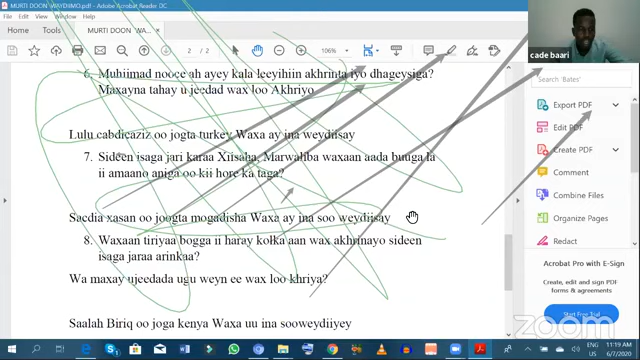 MURTI DOON_WAYDIIMO.pdf - Adobe Acrobat Reader DC
File Edit View Window Help
Home Tools MURTI DOON_WAY... ×
2 / 5 106%
cade baari
6. Muhiimad nooce ah ayey kala leeyihiin akhrinta iyo dhageysiga?
Maxayna tahay u jeedad wax loo Akhriyo
Lulu cabdicaziz oo jogta turkey Waxa ay ina weydiisay
7. Sideen isaga jari karaa Xiisaha, Marwaliba waxaan aada buuga la
ii amaano aniga oo kii hore ka taga?
Sacdia xasan oo joogta mogadisha Waxa ay ina soo weydiisay
8. Waxaan tiriyaa bogga ii haray kolka aan wax akhrinayo sideen
isaga jaraa arinkaa?
Wa maxay ujeedada ugu weyn ee wax loo khriya?
Saalah Biriq oo joga kenya Waxa uu ina sooweydiiyey
Search 'Bates'
Export PDF
Edit PDF
Create PDF
Comment
Combine Files
Organize Pages
Redact
Acrobat Pro with E-Sign
Create, edit and sign PDF
forms & agreements
Start Free Trial
zoom
ENG
11:19 AM
6/7/2020